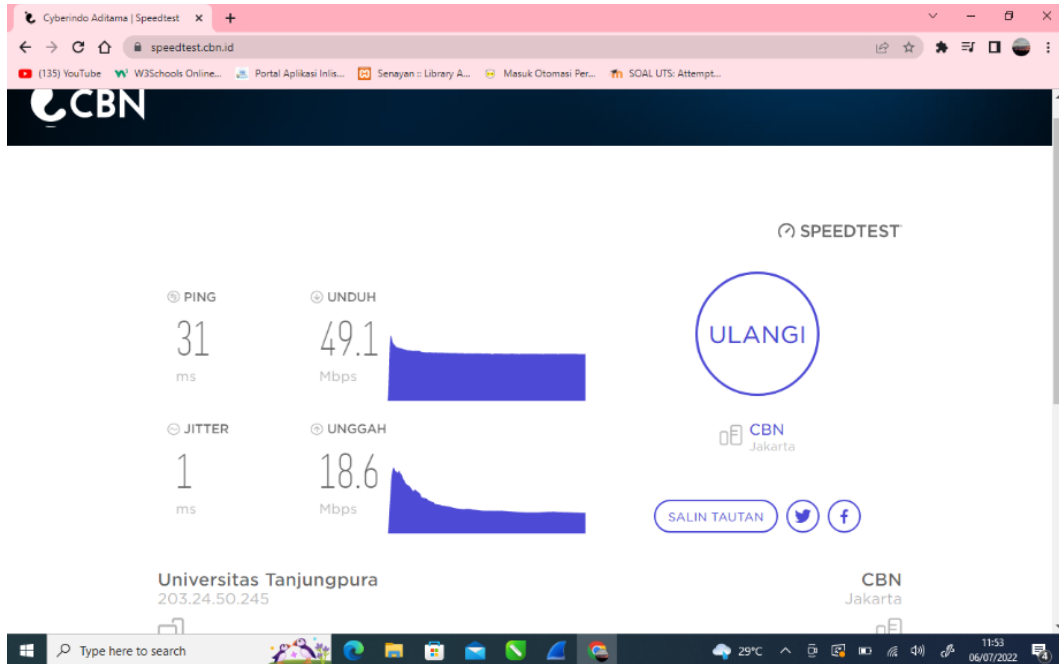 Cyberindo Aditama | Speedtest
speedtest.cbn.id
(135) YouTube W3Schools Online... Portal Aplikasi Inlis... Senayan :: Library A... Masuk Otomasi Per... SOAL UTS: Attempt...
CBN
SPEEDTEST
PING
31
ms
UNDUH
49.1
Mbps
ULANGI
JITTER
1
ms
UNGGAH
18.6
Mbps
CBN
Jakarta
SALIN TAUTAN
Universitas Tanjungpura
203.24.50.245
CBN
Jakarta
Type here to search
29°C
11:53
06/07/2022
4